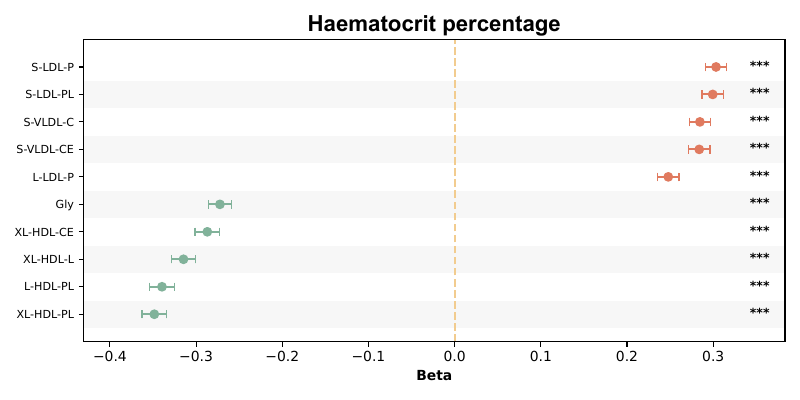 Haematocrit percentage
S-LDL-P ***
S-LDL-PL ***
S-VLDL-C ***
S-VLDL-CE ***
L-LDL-P ***
Gly ***
XL-HDL-CE ***
XL-HDL-L ***
L-HDL-PL ***
XL-HDL-PL ***
−0.4 −0.3 −0.2 −0.1 0.0 0.1 0.2 0.3
Beta